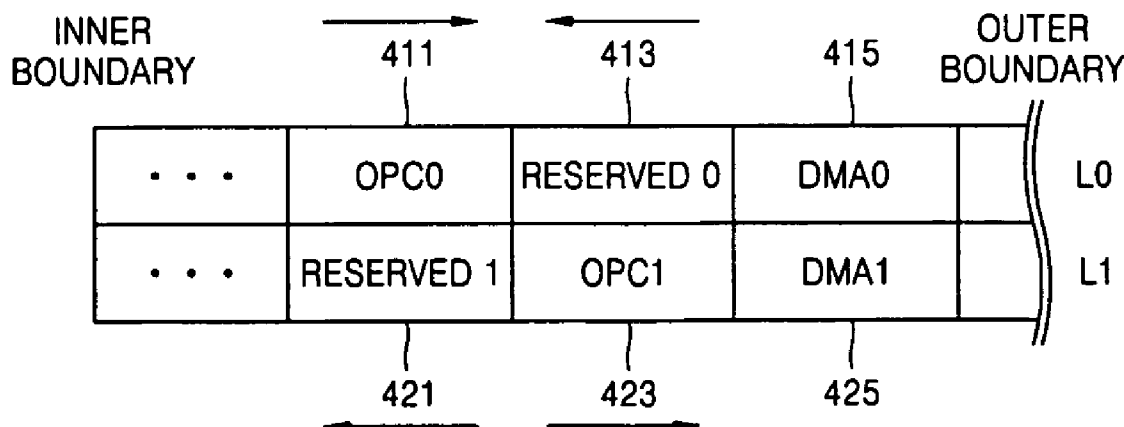 INNER
BOUNDARY
411
413
415
OUTER
BOUNDARY
• • •
OPC0
RESERVED 0
DMA0
L0
• • •
RESERVED 1
OPC1
DMA1
L1
421
423
425